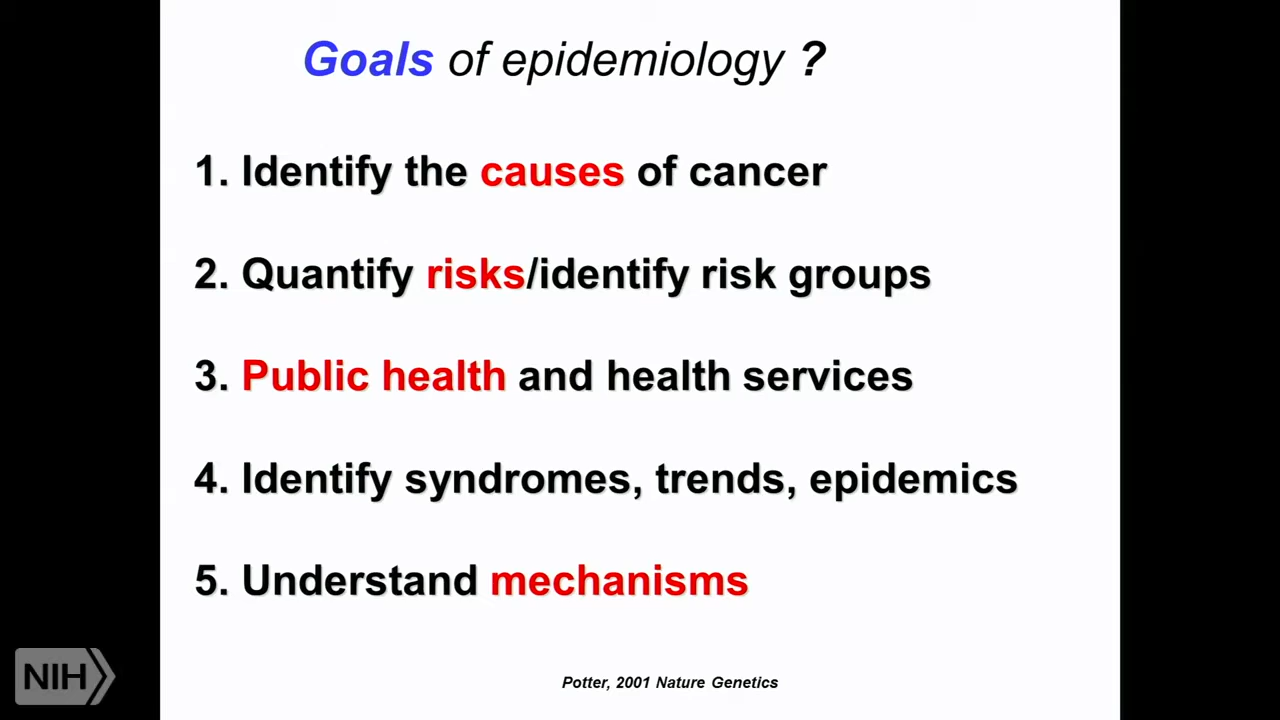 Goals of epidemiology ?
1. Identify the causes of cancer
2. Quantify risks/identify risk groups
3. Public health and health services
4. Identify syndromes, trends, epidemics
5. Understand mechanisms
NIH
Potter, 2001 Nature Genetics